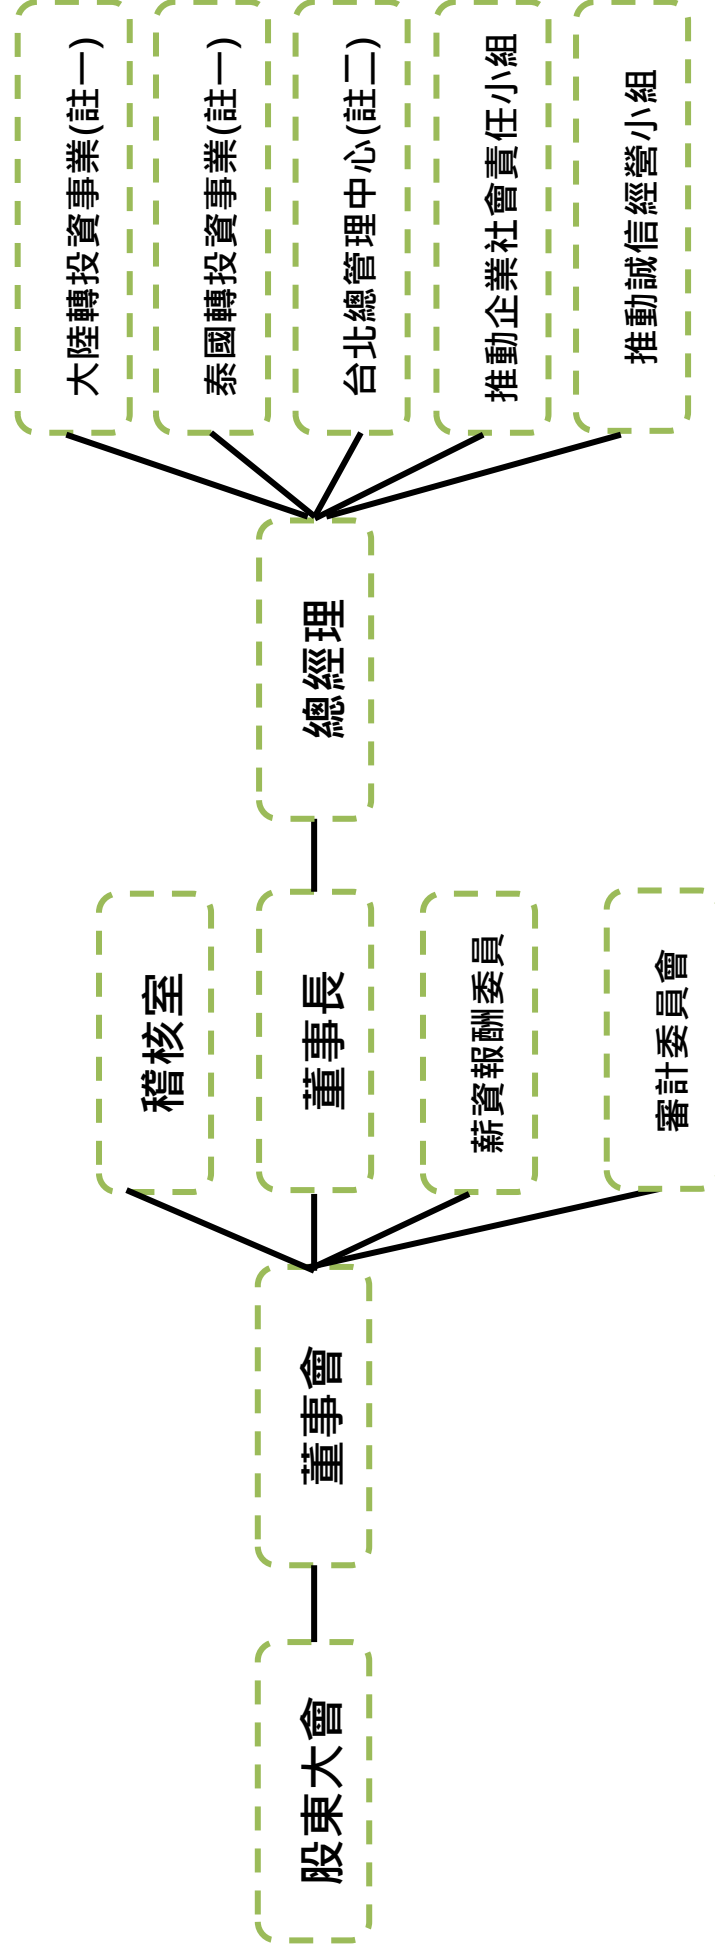 股東大會
董事會
稽核室
董事長
薪資報酬委員
審計委員會
總經理
大陸轉投資事業(註一)
泰國轉投資事業(註一)
台北總管理中心(註二)
推動企業社會責任小組
推動誠信經營小組